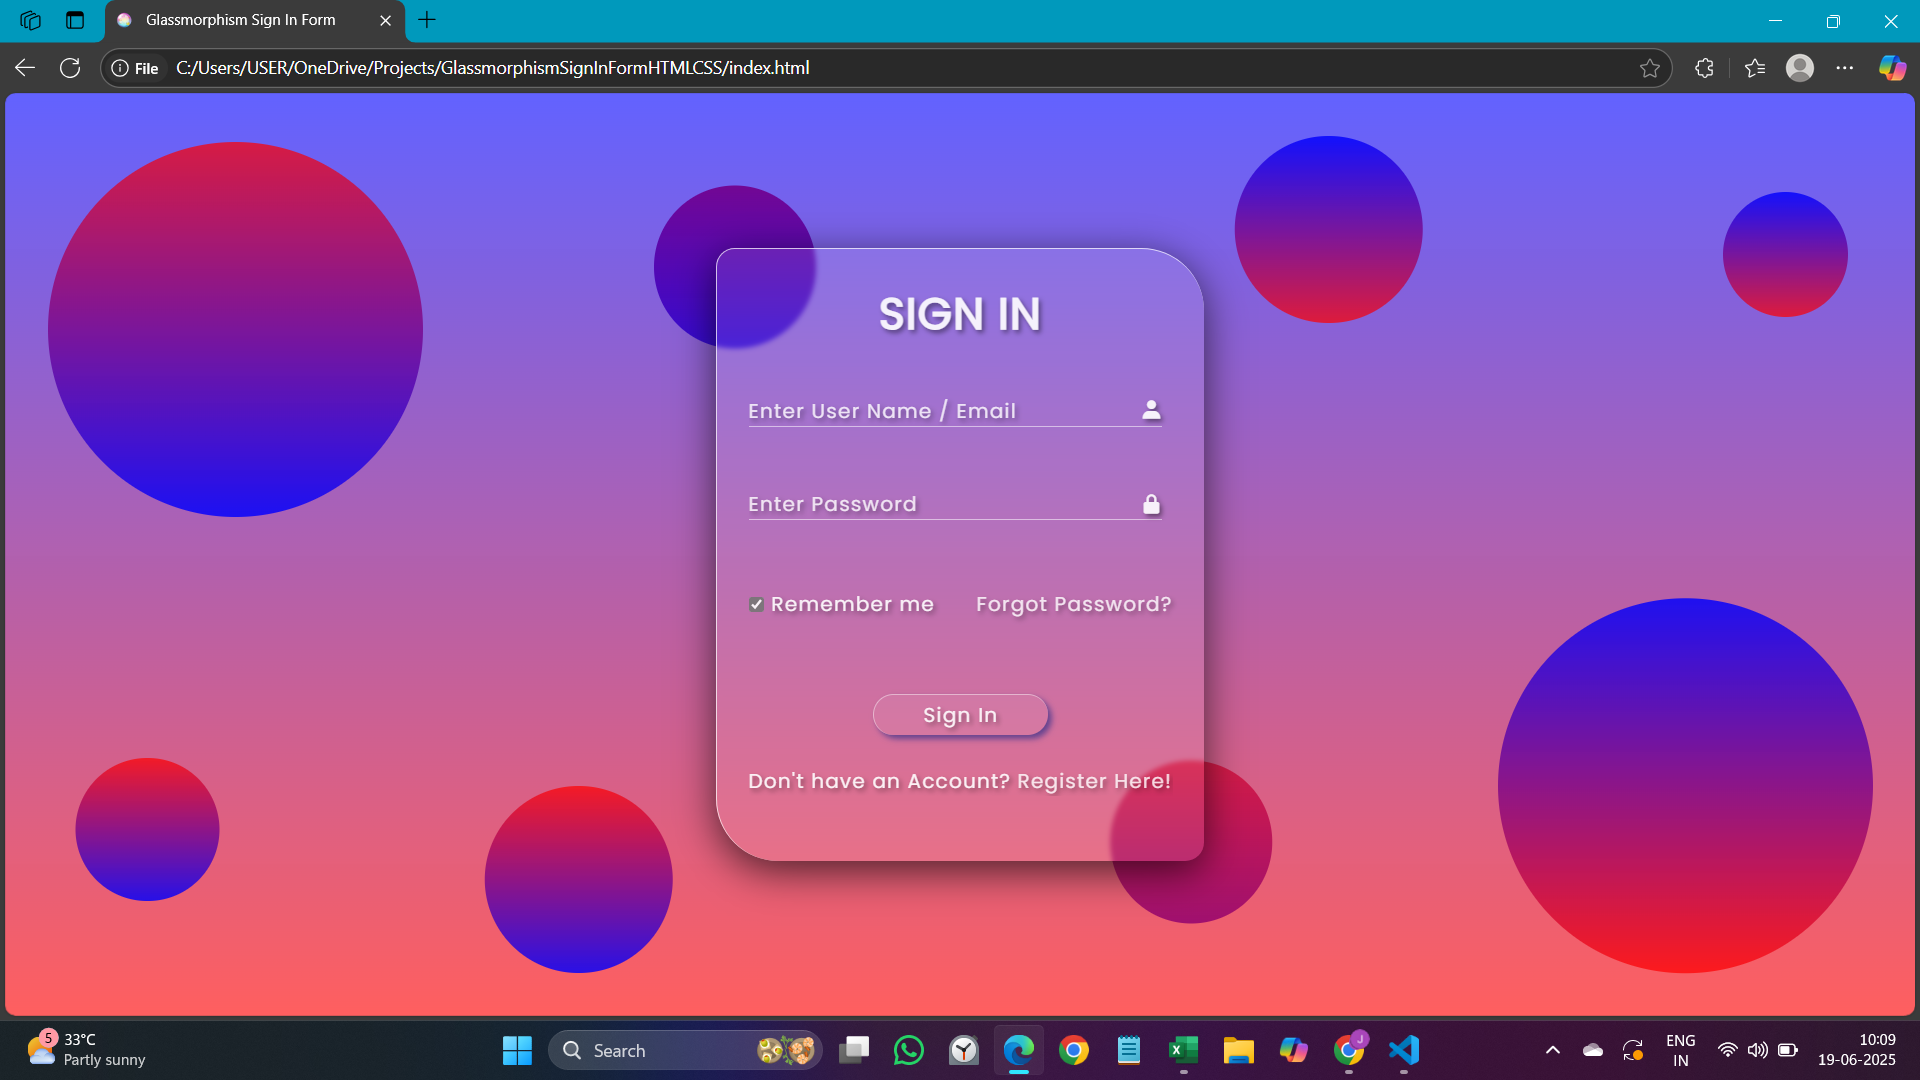 Glassmorphism Sign In Form
File C:/Users/USER/OneDrive/Projects/GlassmorphismSignInFormHTMLCSS/index.html
SIGN IN
Enter User Name / Email
Enter Password
Remember me Forgot Password?
Sign In
Don't have an Account? Register Here!
5
33°C
Partly sunny
Search
J
ENG
IN
10:09
19-06-2025